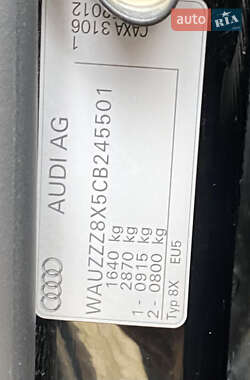 RIA.com
AUDI AG
CAXA 3106
2012
1
WAUZZZ8X5CB245501
1640 kg
2870 kg
1 - 0915 kg
2 - 0800 kg
Typ 8X
EU5